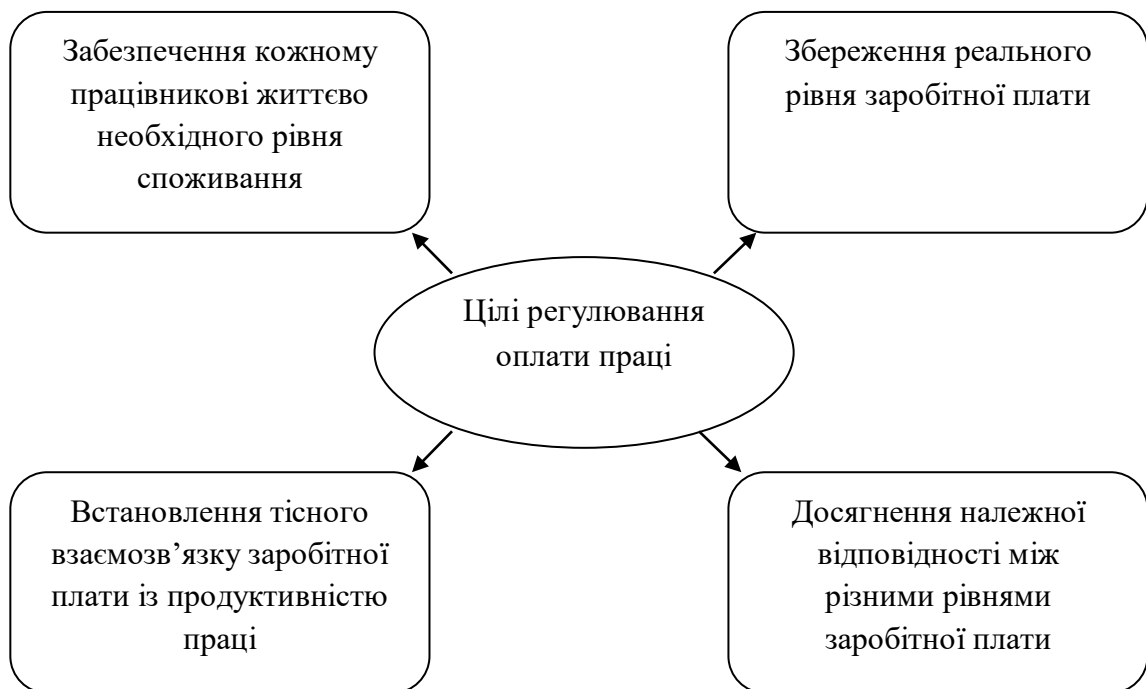 Забезпечення кожному
працівникові життєво
необхідного рівня
споживання
Збереження реального
рівня заробітної плати
Цілі регулювання
оплати праці
Встановлення тісного
взаємозв’язку заробітної
плати із продуктивністю
праці
Досягнення належної
відповідності між
різними рівнями
заробітної плати